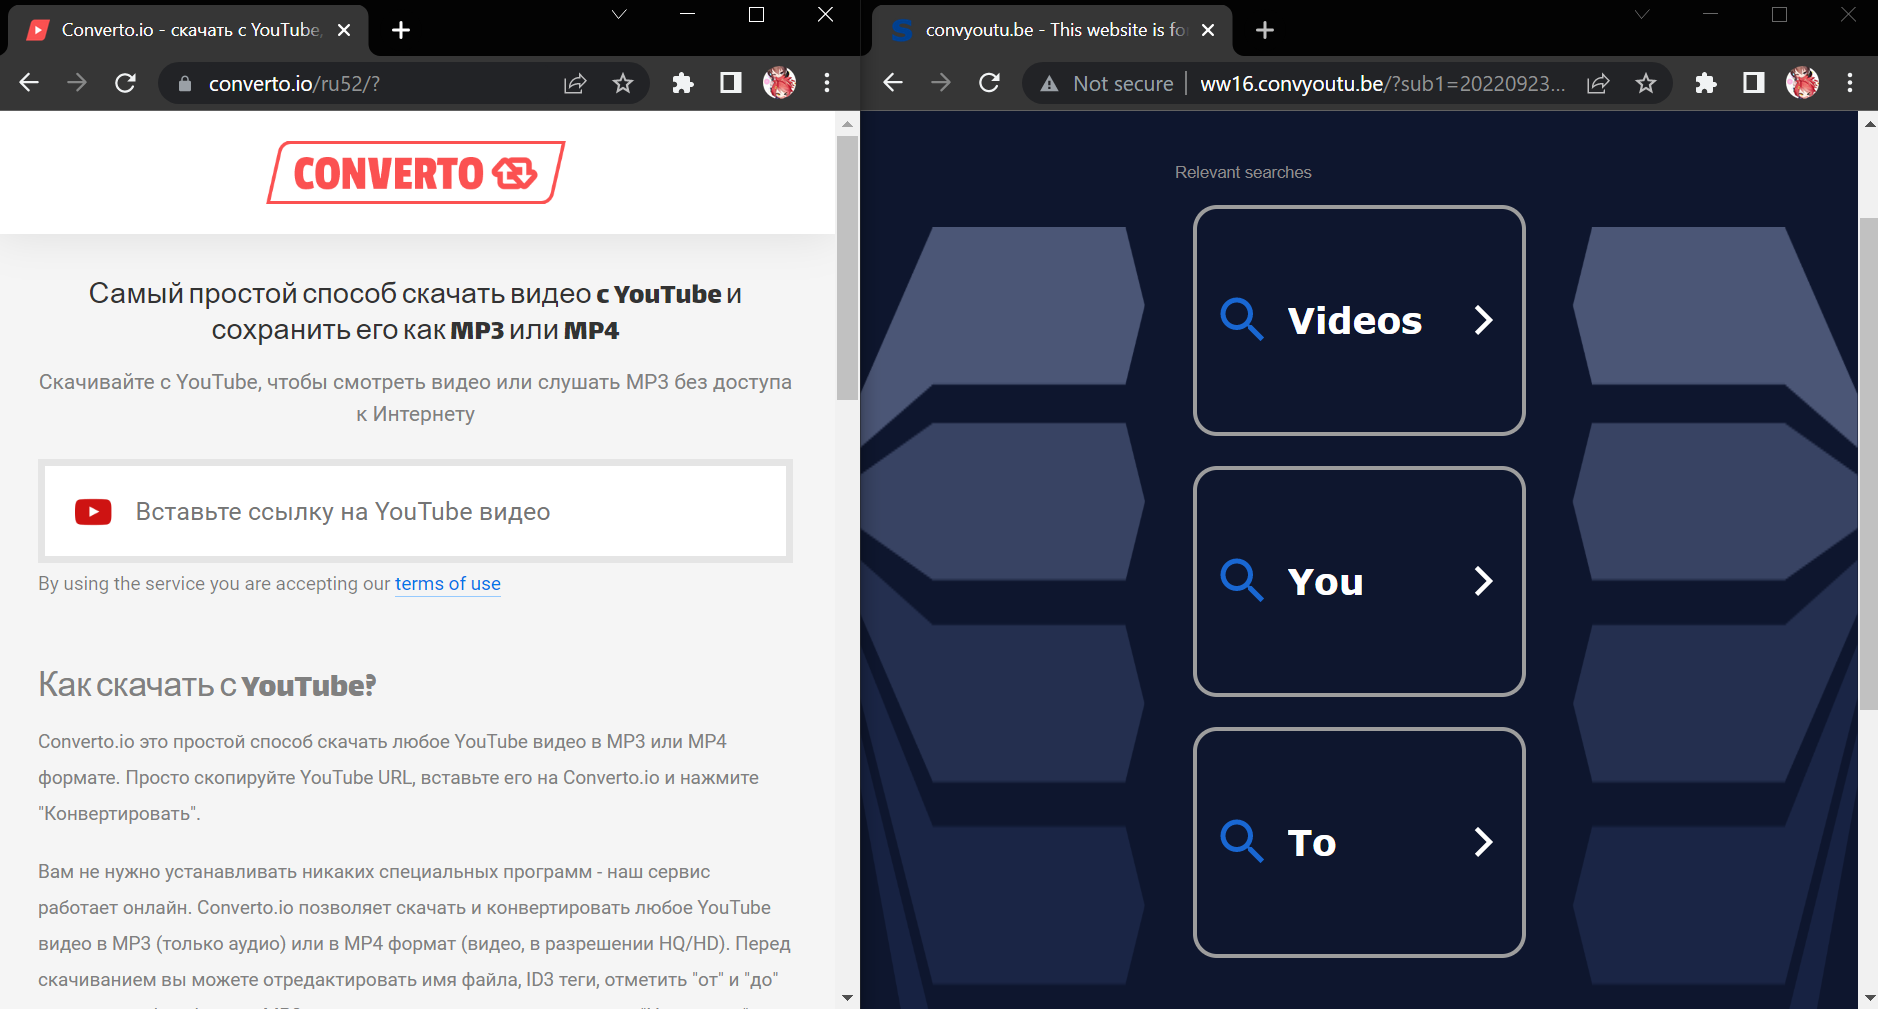 Converto.io - скачать с YouTube,
converto.io/ru52/?
CONVERTO
Самый простой способ скачать видео с YouTube и
сохранить его как MP3 или MP4
Скачивайте с YouTube, чтобы смотреть видео или слушать MP3 без доступа
к Интернету
Вставьте ссылку на YouTube видео
By using the service you are accepting our terms of use
Как скачать с YouTube?
Converto.io это простой способ скачать любое YouTube видео в MP3 или MP4
формате. Просто скопируйте YouTube URL, вставьте его на Converto.io и нажмите
"Конвертировать".
Вам не нужно устанавливать никаких специальных программ - наш сервис
работает онлайн. Converto.io позволяет скачать и конвертировать любое YouTube
видео в MP3 (только аудио) или в MP4 формат (видео, в разрешении HQ/HD). Перед
скачиванием вы можете отредактировать имя файла, ID3 теги, отметить "от" и "до"
convyoutu.be - This website is for
Not secure ww16.convyoutu.be/?sub1=20220923...
Relevant searches
Videos
You
To